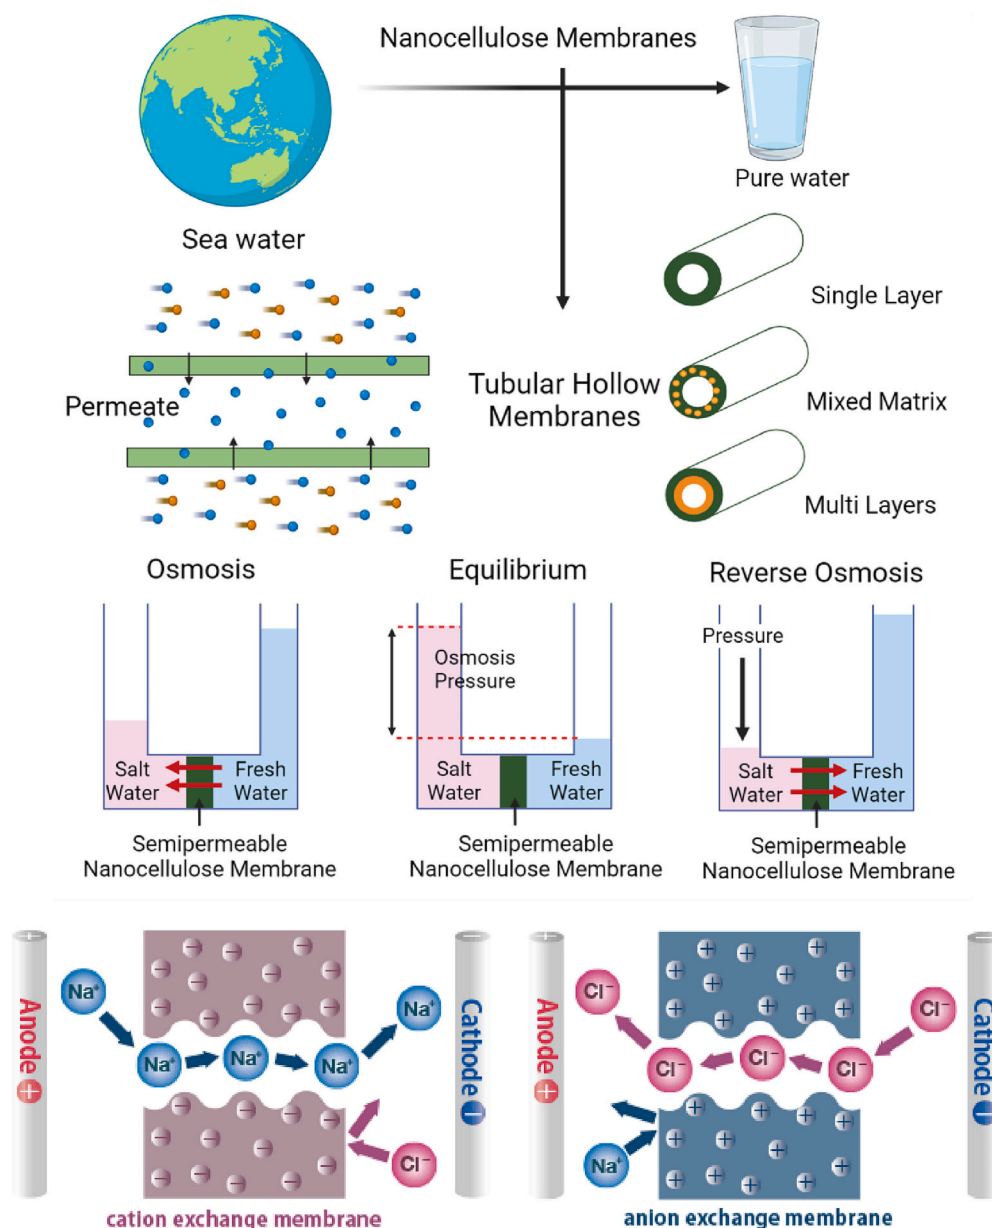 Nanocellulose Membranes
Pure water
Sea water
Single Layer
Permeate
Tubular Hollow
Membranes
Mixed Matrix
Multi Layers
Osmosis
Equilibrium
Reverse Osmosis
Osmosis
Pressure
Pressure
Salt
Water
Fresh
Water
Salt
Water
Fresh
Water
Salt
Water
Fresh
Water
Semipermeable
Nanocellulose Membrane
Semipermeable
Nanocellulose Membrane
Semipermeable
Nanocellulose Membrane
Anode +
Na⁺
Na⁺
Na⁺
Na⁺
Na⁺
Cl⁻
Cathode −
cation exchange membrane
Anode +
Cl⁻
Cl⁻
Cl⁻
Cl⁻
Cl⁻
Na⁺
Cathode −
anion exchange membrane